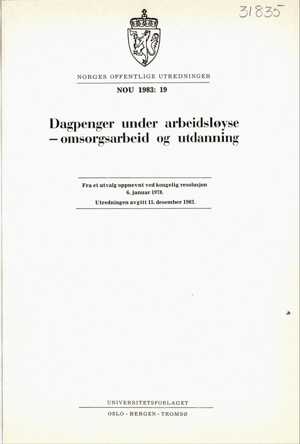 31835
NORGES OFFENTLIGE UTREDNINGER
NOU 1983: 19
Dagpenger under arbeidsløyse
– omsorgsarbeid og utdanning
Fra et utvalg oppnevnt ved kongelig resolusjon
6. januar 1978.
Utredningen avgitt 15. desember 1982.
UNIVERSITETSFORLAGET
OSLO – BERGEN – TROMSØ